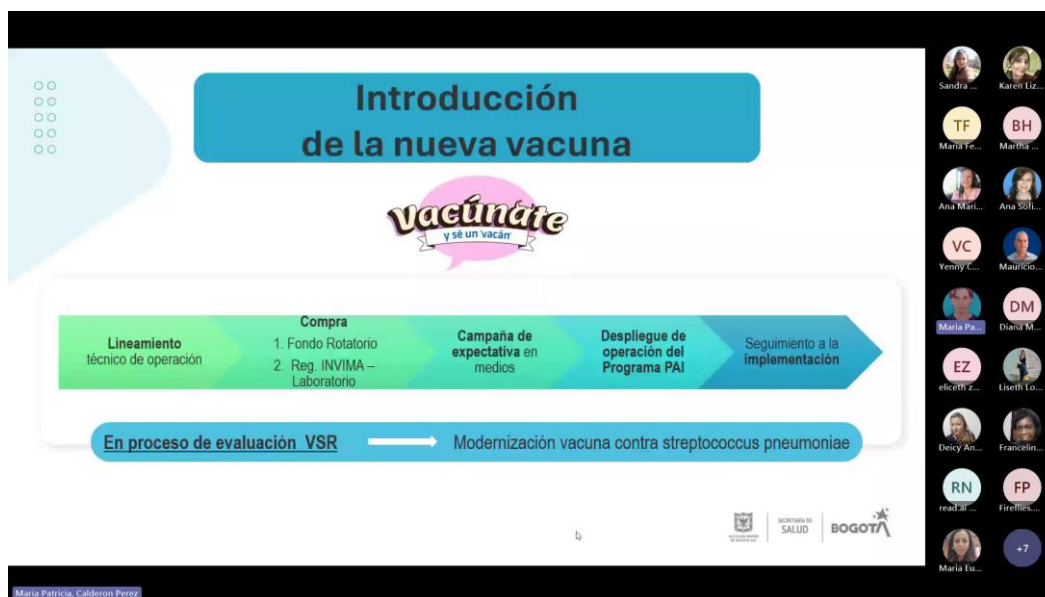 Introducción
de la nueva vacuna
Vacúnate
y sé un 'vacán'
Lineamiento
técnico de operación
Compra
1. Fondo Rotatorio
2. Reg. INVIMA –
Laboratorio
Campaña de
expectativa en
medios
Despliegue de
operación del
Programa PAI
Seguimiento a la
implementación
En proceso de evaluación VSR
Modernización vacuna contra streptococcus pneumoniae
SECRETARÍA DE
SALUD
BOGOTÁ
Sandra ...
Karen Liz...
TF
BH
Maria Fe...
Martha ...
Ana Mari...
Ana Sofi...
VC
Yenny C...
Mauricio...
DM
Maria Pa...
Diana M...
EZ
eliceth z...
Liseth Lo...
Deicy An...
Francelin...
RN
FP
read.ai ...
Fireflies....
+7
Maria Eu...
Maria Patricia, Calderon Perez